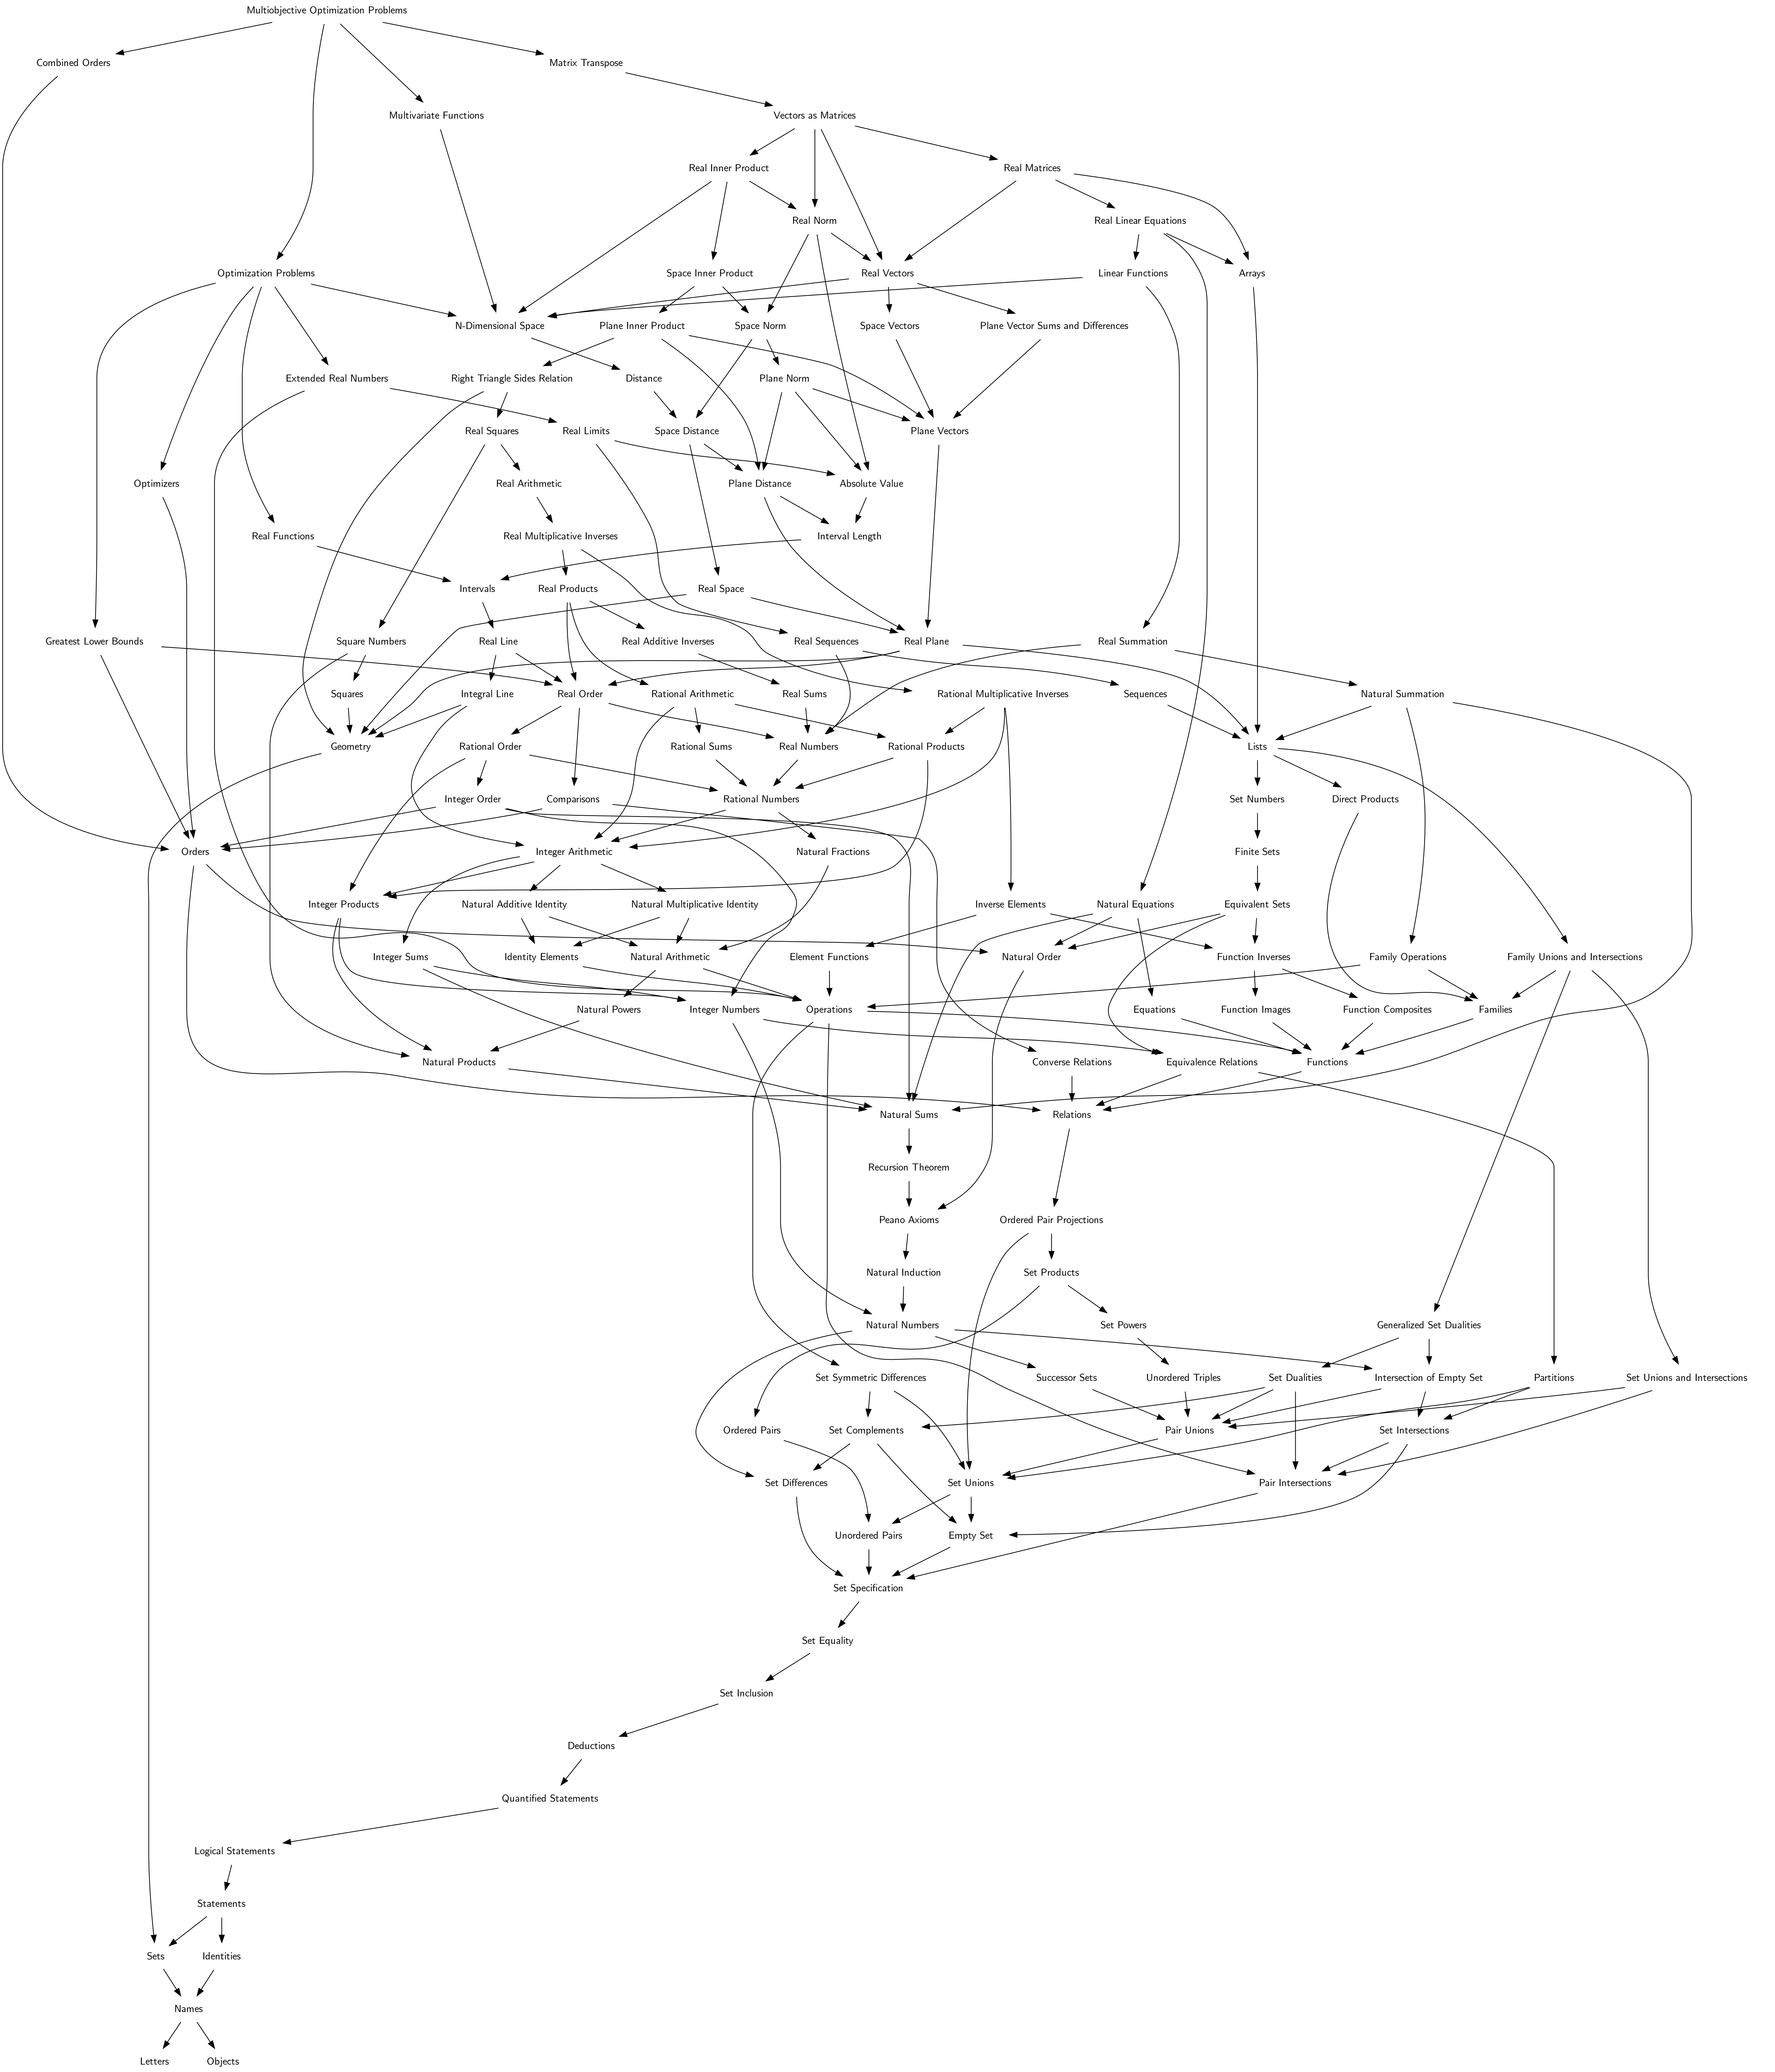 Multiobjective Optimization Problems
Combined Orders
Matrix Transpose
Multivariate Functions
Vectors as Matrices
Real Inner Product
Real Matrices
Real Norm
Real Linear Equations
Optimization Problems
Space Inner Product
Real Vectors
Linear Functions
Arrays
N-Dimensional Space
Plane Inner Product
Space Norm
Space Vectors
Plane Vector Sums and Differences
Extended Real Numbers
Right Triangle Sides Relation
Distance
Plane Norm
Real Squares
Real Limits
Space Distance
Plane Vectors
Optimizers
Real Arithmetic
Plane Distance
Absolute Value
Real Functions
Real Multiplicative Inverses
Interval Length
Intervals
Real Products
Real Space
Greatest Lower Bounds
Square Numbers
Real Line
Real Additive Inverses
Real Sequences
Real Plane
Real Summation
Squares
Integral Line
Real Order
Rational Arithmetic
Real Sums
Rational Multiplicative Inverses
Sequences
Natural Summation
Geometry
Rational Order
Rational Sums
Real Numbers
Rational Products
Lists
Integer Order
Comparisons
Rational Numbers
Set Numbers
Direct Products
Orders
Integer Arithmetic
Natural Fractions
Finite Sets
Integer Products
Natural Additive Identity
Natural Multiplicative Identity
Inverse Elements
Natural Equations
Equivalent Sets
Integer Sums
Identity Elements
Natural Arithmetic
Element Functions
Natural Order
Function Inverses
Family Operations
Family Unions and Intersections
Natural Powers
Integer Numbers
Operations
Equations
Function Images
Function Composites
Families
Natural Products
Converse Relations
Equivalence Relations
Functions
Natural Sums
Relations
Recursion Theorem
Peano Axioms
Ordered Pair Projections
Natural Induction
Set Products
Natural Numbers
Set Powers
Generalized Set Dualities
Set Symmetric Differences
Successor Sets
Unordered Triples
Set Dualities
Intersection of Empty Set
Partitions
Set Unions and Intersections
Ordered Pairs
Set Complements
Pair Unions
Set Intersections
Set Differences
Set Unions
Pair Intersections
Unordered Pairs
Empty Set
Set Specification
Set Equality
Set Inclusion
Deductions
Quantified Statements
Logical Statements
Statements
Sets
Identities
Names
Letters
Objects